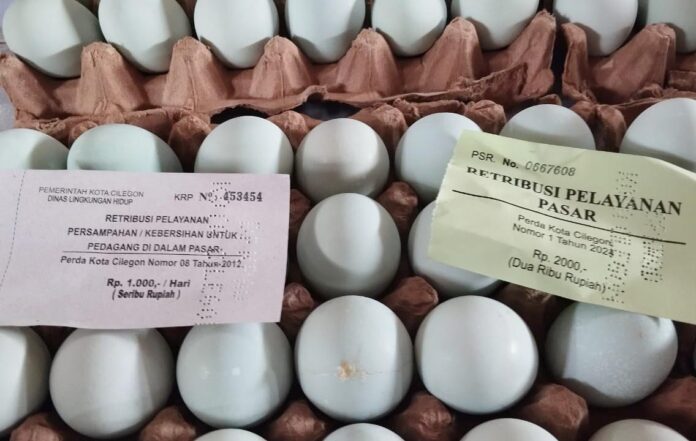 PEMERINTAH KOTA CILEGON
DINAS LINGKUNGAN HIDUP
KRP № 453454
RETRIBUSI PELAYANAN
PERSAMPAHAN / KEBERSIHAN UNTUK
PEDAGANG DI DALAM PASAR
Perda Kota Cilegon Nomor 08 Tahun 2012
Rp. 1.000,- / Hari
( Seribu Rupiah )
PSR. No. 0667608
RETRIBUSI PELAYANAN
PASAR
Perda Kota Cilegon
Nomor 1 Tahun 2024
Rp. 2000,-
(Dua Ribu Rupiah)